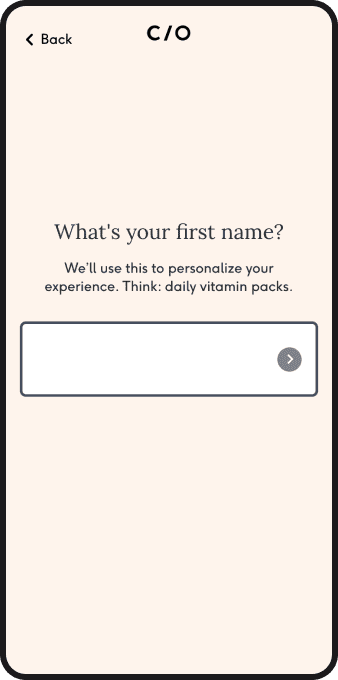 Back
C/O
What's your first name?
We'll use this to personalize your
experience. Think: daily vitamin packs.